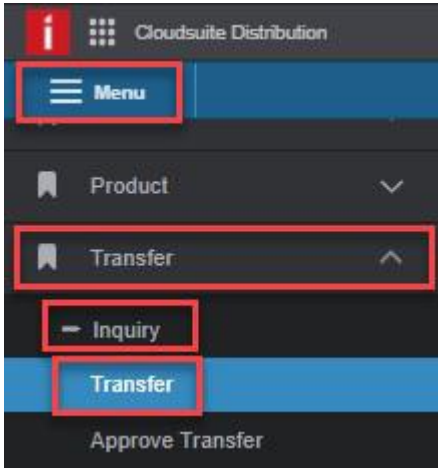 i Cloudsuite Distribution
Menu
Product
Transfer
Inquiry
Transfer
Approve Transfer